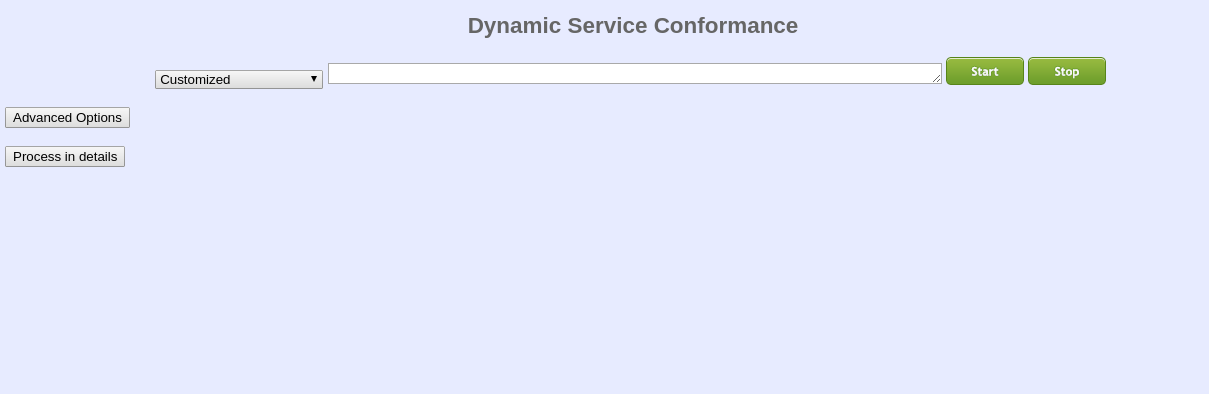 Dynamic Service Conformance
Customized Start Stop
Advanced Options
Process in details